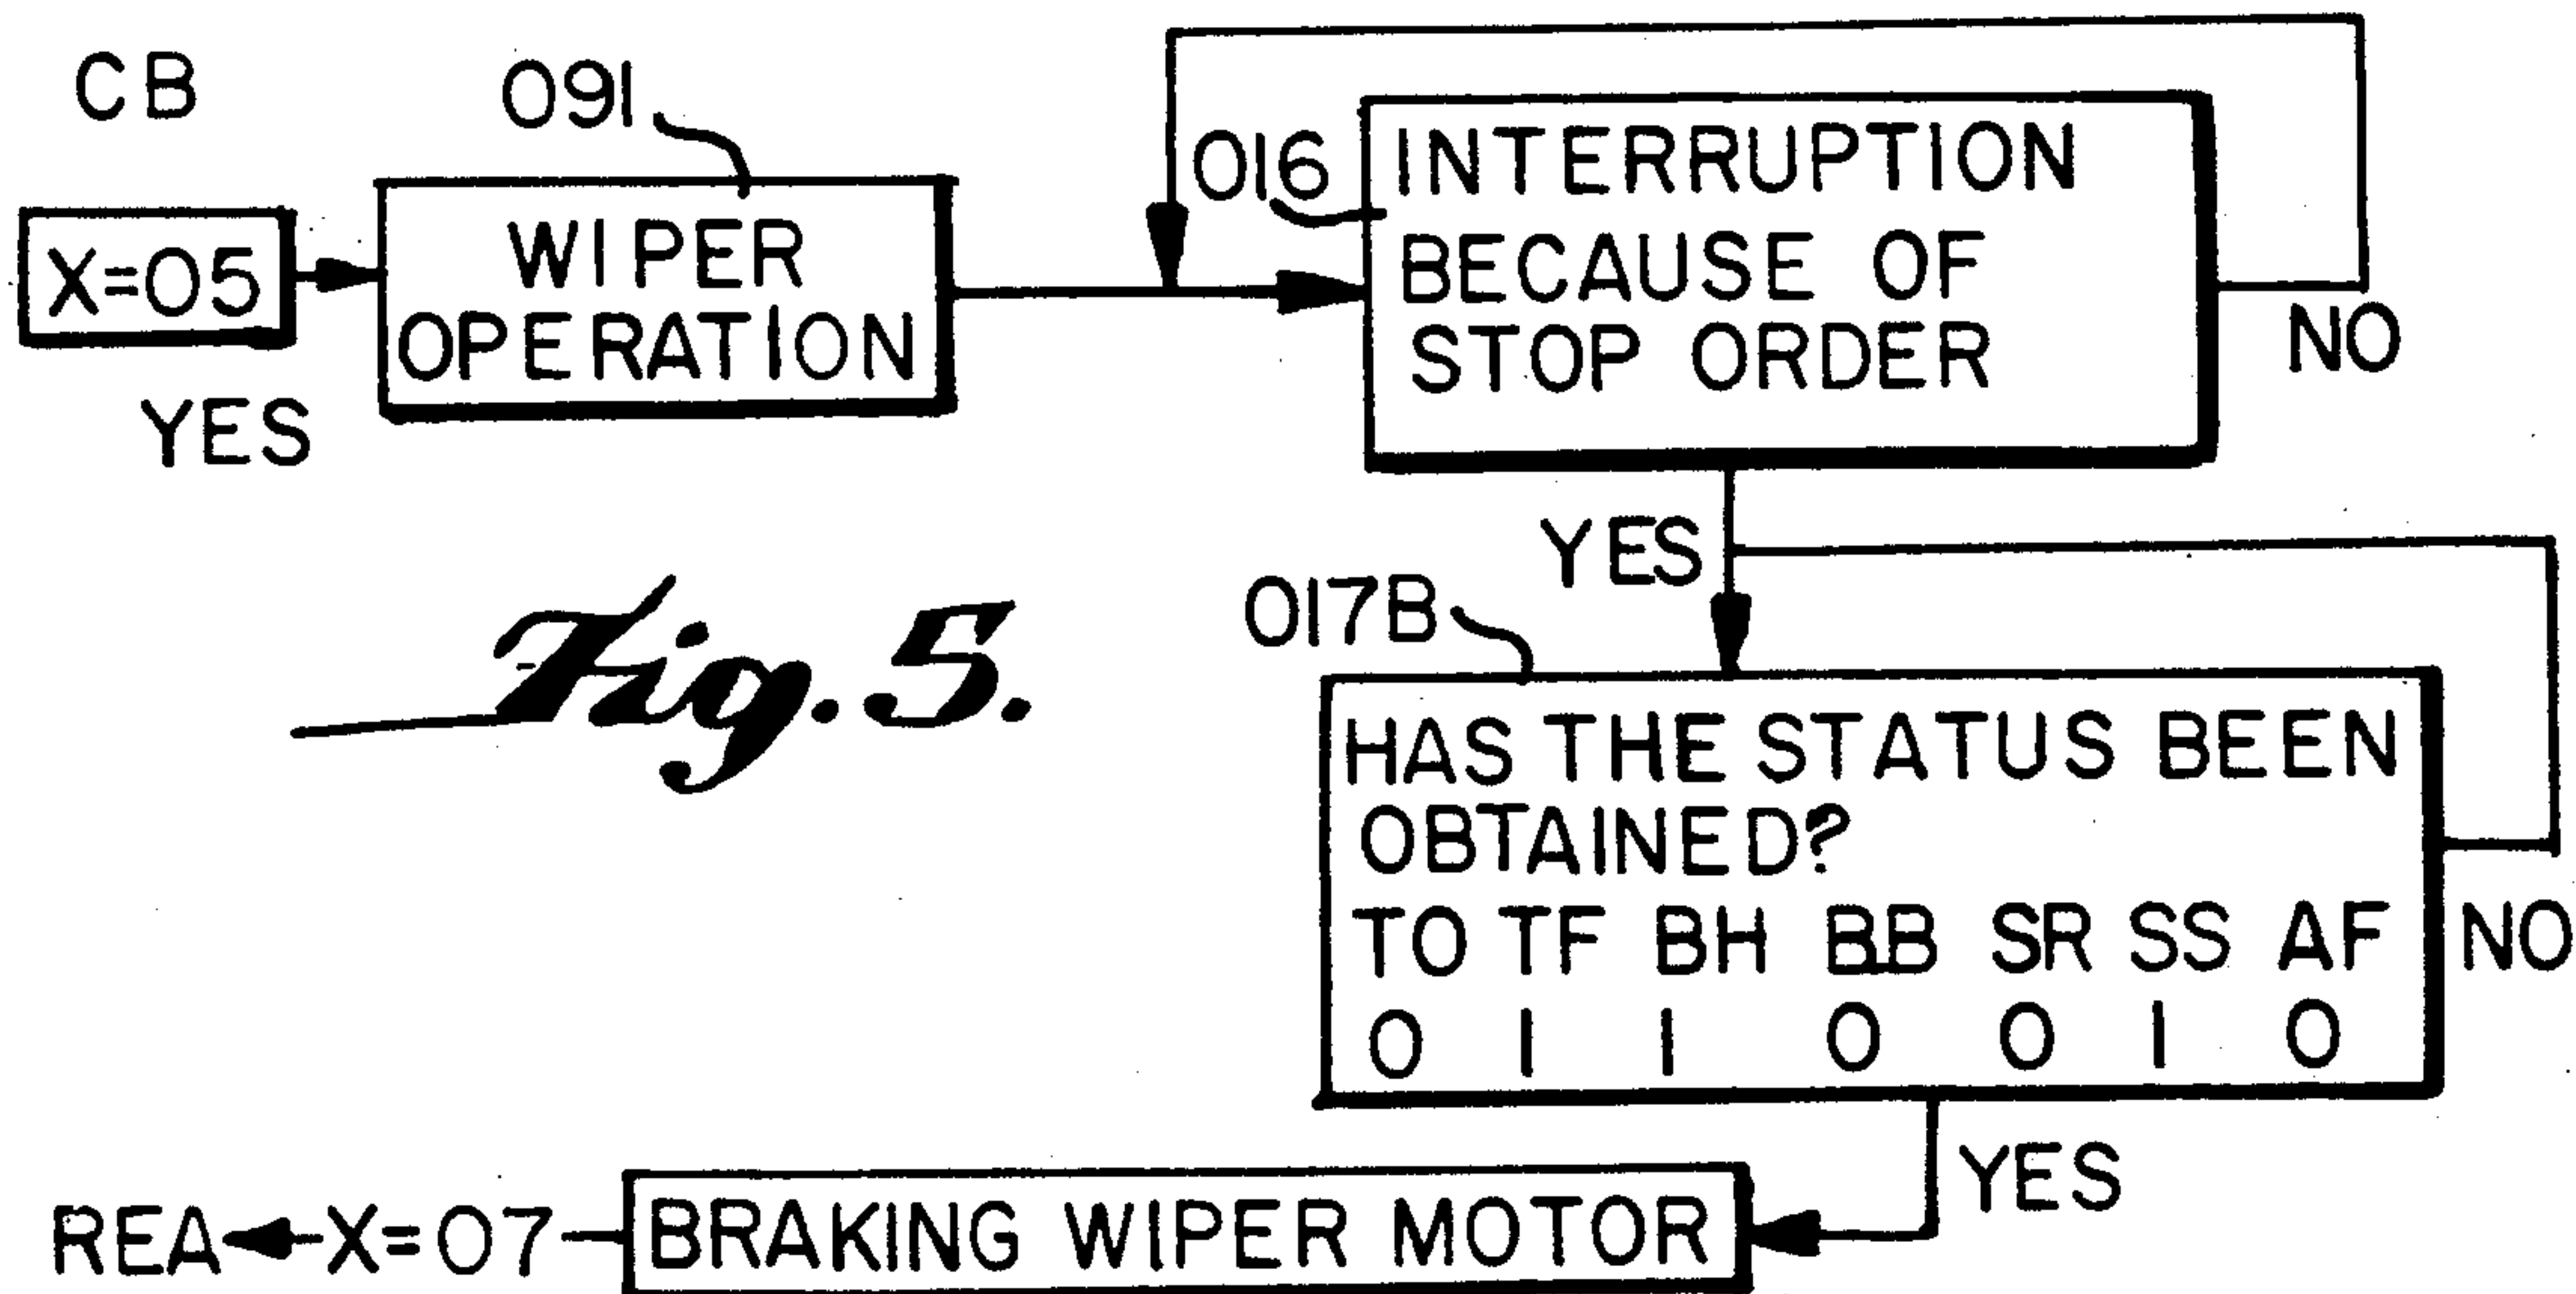 CB
091
X=05
YES
WIPER
OPERATION
016
INTERRUPTION
BECAUSE OF
STOP ORDER
NO
YES
Fig. 5.
017B
HAS THE STATUS BEEN
OBTAINED?
TO TF BH BB SR SS AF
0 1 1 0 0 1 0
NO
YES
BRAKING WIPER MOTOR
X=07
REA